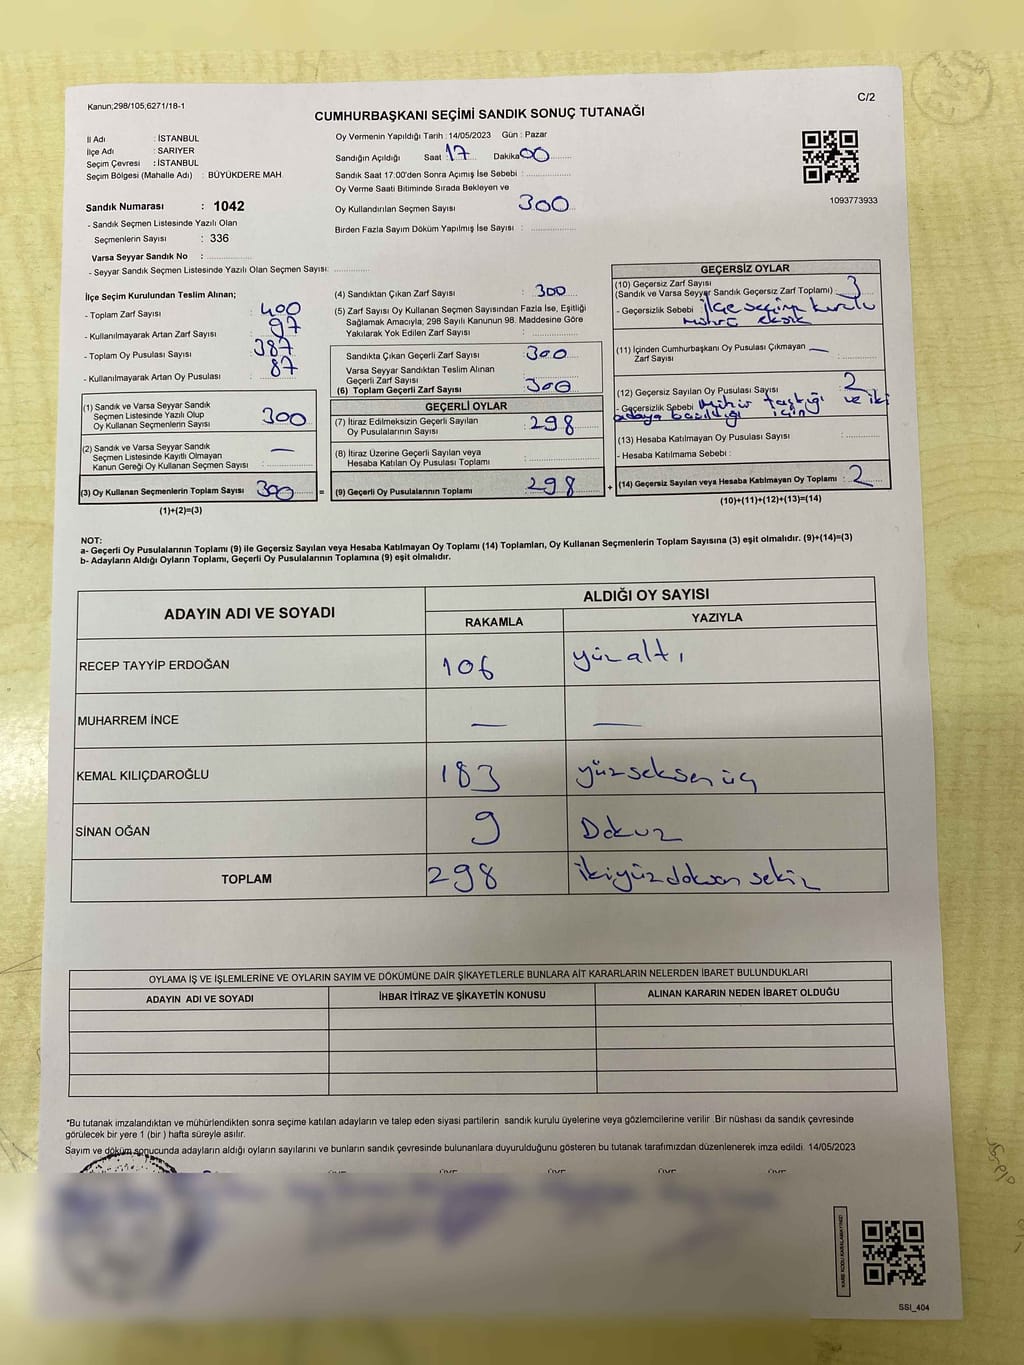 Kanun;298/105,6271/18-1
C/2
CUMHURBAŞKANI SEÇİMİ SANDIK SONUÇ TUTANAĞI
İl Adı : İSTANBUL
İlçe Adı : SARIYER
Seçim Çevresi : İSTANBUL
Seçim Bölgesi (Mahalle Adı) : BÜYÜKDERE MAH.
Sandık Numarası : 1042
- Sandık Seçmen Listesinde Yazılı Olan
Seçmenlerin Sayısı : 336
Varsa Seyyar Sandık No :
- Seyyar Sandık Seçmen Listesinde Yazılı Olan Seçmen Sayısı:
Oy Vermenin Yapıldığı Tarih : 14/05/2023 Gün : Pazar
Sandığın Açıldığı Saat : 17 Dakika 00
Sandık Saat 17:00'den Sonra Açımış İse Sebebi :
Oy Verme Saati Bitiminde Sırada Bekleyen ve
Oy Kullandırılan Seçmen Sayısı 300
Birden Fazla Sayım Döküm Yapılmış İse Sayısı :
1093773933
İlçe Seçim Kurulundan Teslim Alınan;
- Toplam Zarf Sayısı : 400
- Kullanılmayarak Artan Zarf Sayısı 97
- Toplam Oy Pusulası Sayısı 387
- Kullanılmayarak Artan Oy Pusulası : 87
(1) Sandık ve Varsa Seyyar Sandık
Seçmen Listesinde Yazılı Olup
Oy Kullanan Seçmenlerin Sayısı : 300
(2) Sandık ve Varsa Seyyar Sandık
Seçmen Listesinde Kayıtlı Olmayan
Kanun Gereği Oy Kullanan Seçmen Sayısı : —
(3) Oy Kullanan Seçmenlerin Toplam Sayısı 300
(1)+(2)=(3)
(4) Sandıktan Çıkan Zarf Sayısı : 300
(5) Zarf Sayısı Oy Kullanan Seçmen Sayısından Fazla İse, Eşitliği
Sağlamak Amacıyla, 298 Sayılı Kanunun 98. Maddesine Göre
Yakılarak Yok Edilen Zarf Sayısı :
Sandıkta Çıkan Geçerli Zarf Sayısı : 300
Varsa Seyyar Sandıktan Teslim Alınan
Geçerli Zarf Sayısı :
(6) Toplam Geçerli Zarf Sayısı : 300
GEÇERLİ OYLAR
(7) İtiraz Edilmeksizin Geçerli Sayılan
Oy Pusulalarının Sayısı : 298
(8) İtiraz Üzerine Geçerli Sayılan veya
Hesaba Katılan Oy Pusulası Toplamı :
= (9) Geçerli Oy Pusulalarının Toplamı : 298
GEÇERSİZ OYLAR
(10) Geçersiz Zarf Sayısı
(Sandık ve Varsa Seyyar Sandık Geçersiz Zarf Toplamı) : 3
- Geçersizlik Sebebi ilçe seçim kurulu
mührü eksik
(11) İçinden Cumhurbaşkanı Oy Pusulası Çıkmayan —
Zarf Sayısı :
(12) Geçersiz Sayılan Oy Pusulası Sayısı : 2
- Geçersizlik Sebebi Mühür taştığı ve iki
adaya basıldığı için
(13) Hesaba Katılmayan Oy Pusulası Sayısı :
- Hesaba Katılmama Sebebi :
+ (14) Geçersiz Sayılan veya Hesaba Katılmayan Oy Toplamı : 2
(10)+(11)+(12)+(13)=(14)
NOT:
a- Geçerli Oy Pusulalarının Toplamı (9) ile Geçersiz Sayılan veya Hesaba Katılmayan Oy Toplamı (14) Toplamları, Oy Kullanan Seçmenlerin Toplam Sayısına (3) eşit olmalıdır. (9)+(14)=(3)
b- Adayların Aldığı Oyların Toplamı, Geçerli Oy Pusulalarının Toplamına (9) eşit olmalıdır.
ADAYIN ADI VE SOYADI
ALDIĞI OY SAYISI
RAKAMLA YAZIYLA
RECEP TAYYİP ERDOĞAN 106 yüz altı
MUHARREM İNCE — —
KEMAL KILIÇDAROĞLU 183 yüzseksen üç
SİNAN OĞAN 9 Dokuz
TOPLAM 298 ikiyüzdoksan sekiz
OYLAMA İŞ VE İŞLEMLERİNE VE OYLARIN SAYIM VE DÖKÜMÜNE DAİR ŞİKAYETLERLE BUNLARA AİT KARARLARIN NELERDEN İBARET BULUNDUKLARI
ADAYIN ADI VE SOYADI İHBAR İTİRAZ VE ŞİKAYETİN KONUSU ALINAN KARARIN NEDEN İBARET OLDUĞU
*Bu tutanak imzalandıktan ve mühürlendikten sonra seçime katılan adayların ve talep eden siyasi partilerin sandık kurulu üyelerine veya gözlemcilerine verilir. Bir nüshası da sandık çevresinde
görülecek bir yere 1 (bir ) hafta süreyle asılır.
Sayım ve döküm sonucunda adayların aldığı oyların sayılarını ve bunların sandık çevresinde bulunanlara duyurulduğunu gösteren bu tutanak tarafımızdan düzenlenerek imza edildi. 14/05/2023
KARE KODU KARALAMAYINIZ!
SSI_404